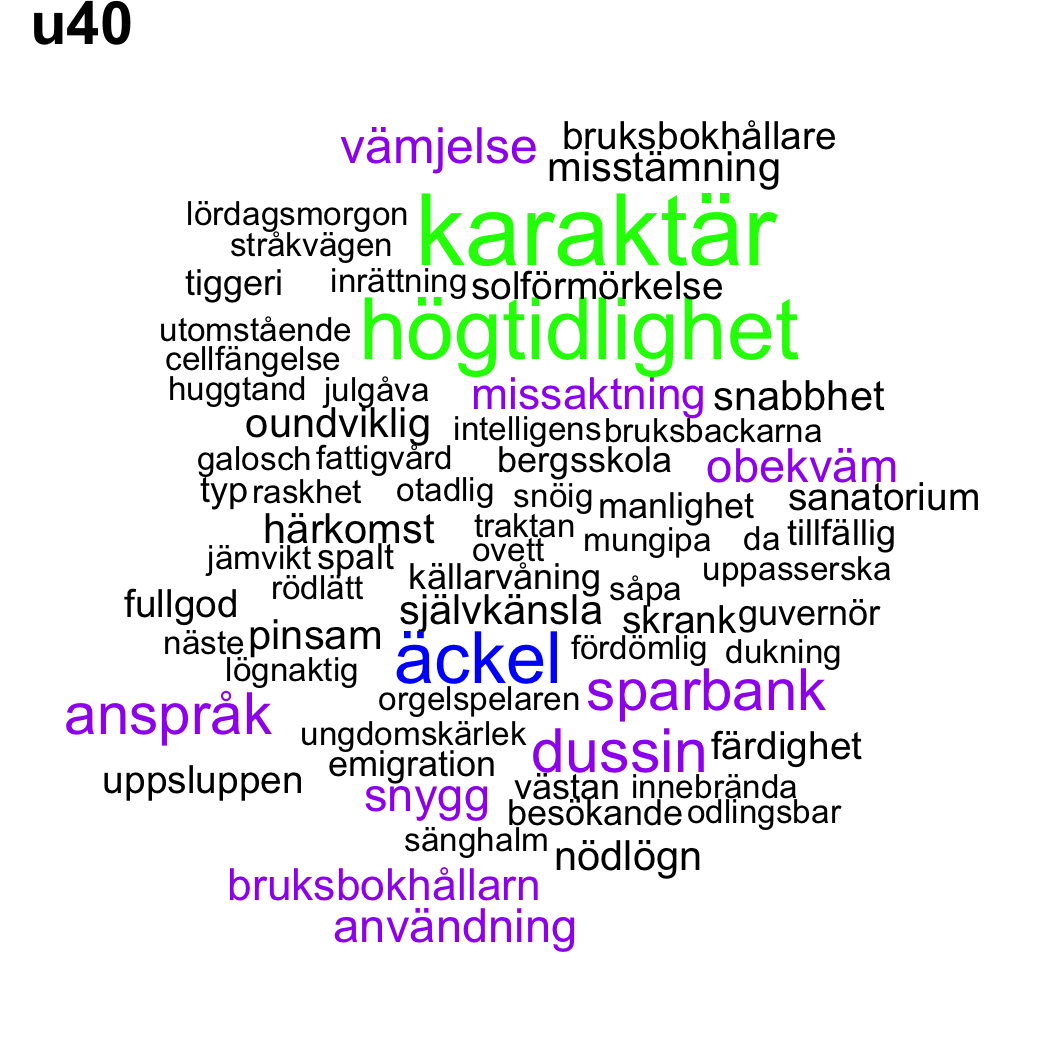 u40
vämjelse bruksbokhållare
misstämning
lördagsmorgon karaktär
stråkvägen
tiggeri inrättning solförmörkelse
utomstående högtidlighet
cellfängelse
huggtand julgåva missaktning snabbhet
oundviklig intelligens bruksbackarna
galosch fattigvård bergsskola obekväm
typ raskhet otadlig snöig manlighet sanatorium
härkomst traktan mungipa da tillfällig
jämvikt spalt ovett uppasserska
rödlätt källarvåning såpa
fullgod självkänsla skrank guvernör
näste pinsam äckel fördömlig dukning
lögnaktig
orgelspelaren sparbank
anspråk ungdomskärlek dussin färdighet
uppsluppen emigration
snygg västan innebrända
besökande odlingsbar
sänghalm nödlögn
bruksbokhållarn
användning